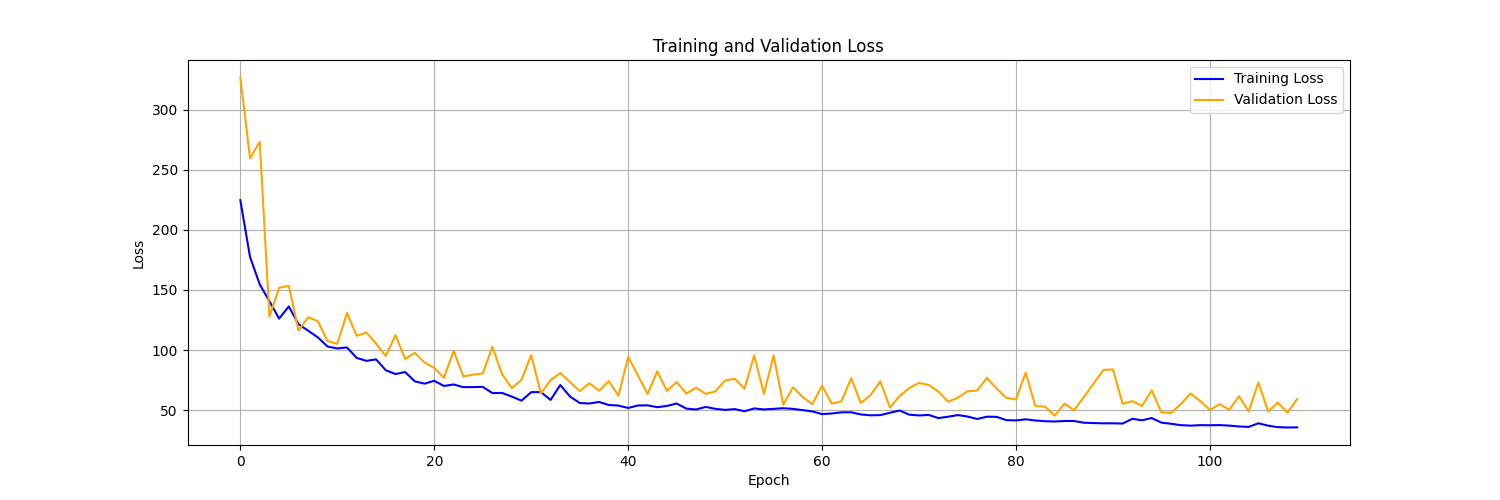 Training and Validation Loss
Training Loss
Validation Loss
300
250
200
150
100
50
Loss
0 20 40 60 80 100
Epoch